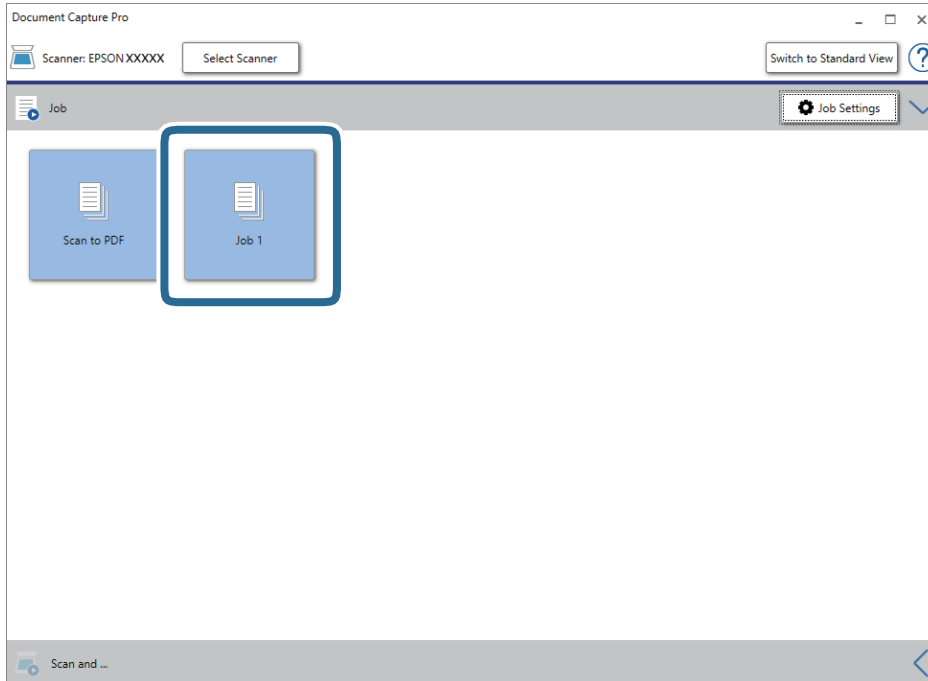 Document Capture Pro
Scanner: EPSON XXXXX
Select Scanner
Switch to Standard View
?
Job
Job Settings
Scan to PDF
Job 1
Scan and ...